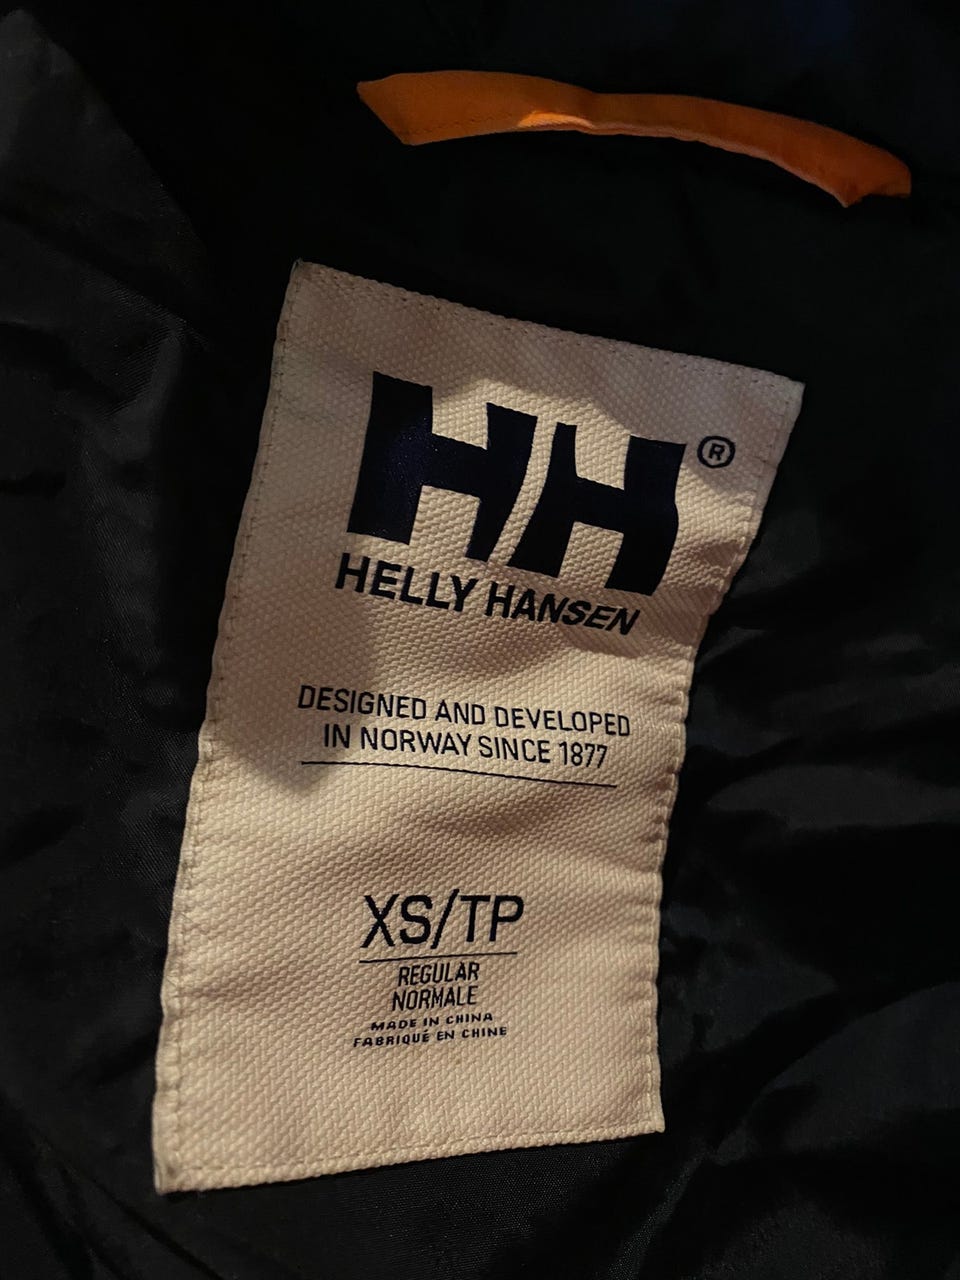 HH®
HELLY HANSEN
DESIGNED AND DEVELOPED
IN NORWAY SINCE 1877
XS/TP
REGULAR
NORMALE
MADE IN CHINA
FABRIQUÉ EN CHINE